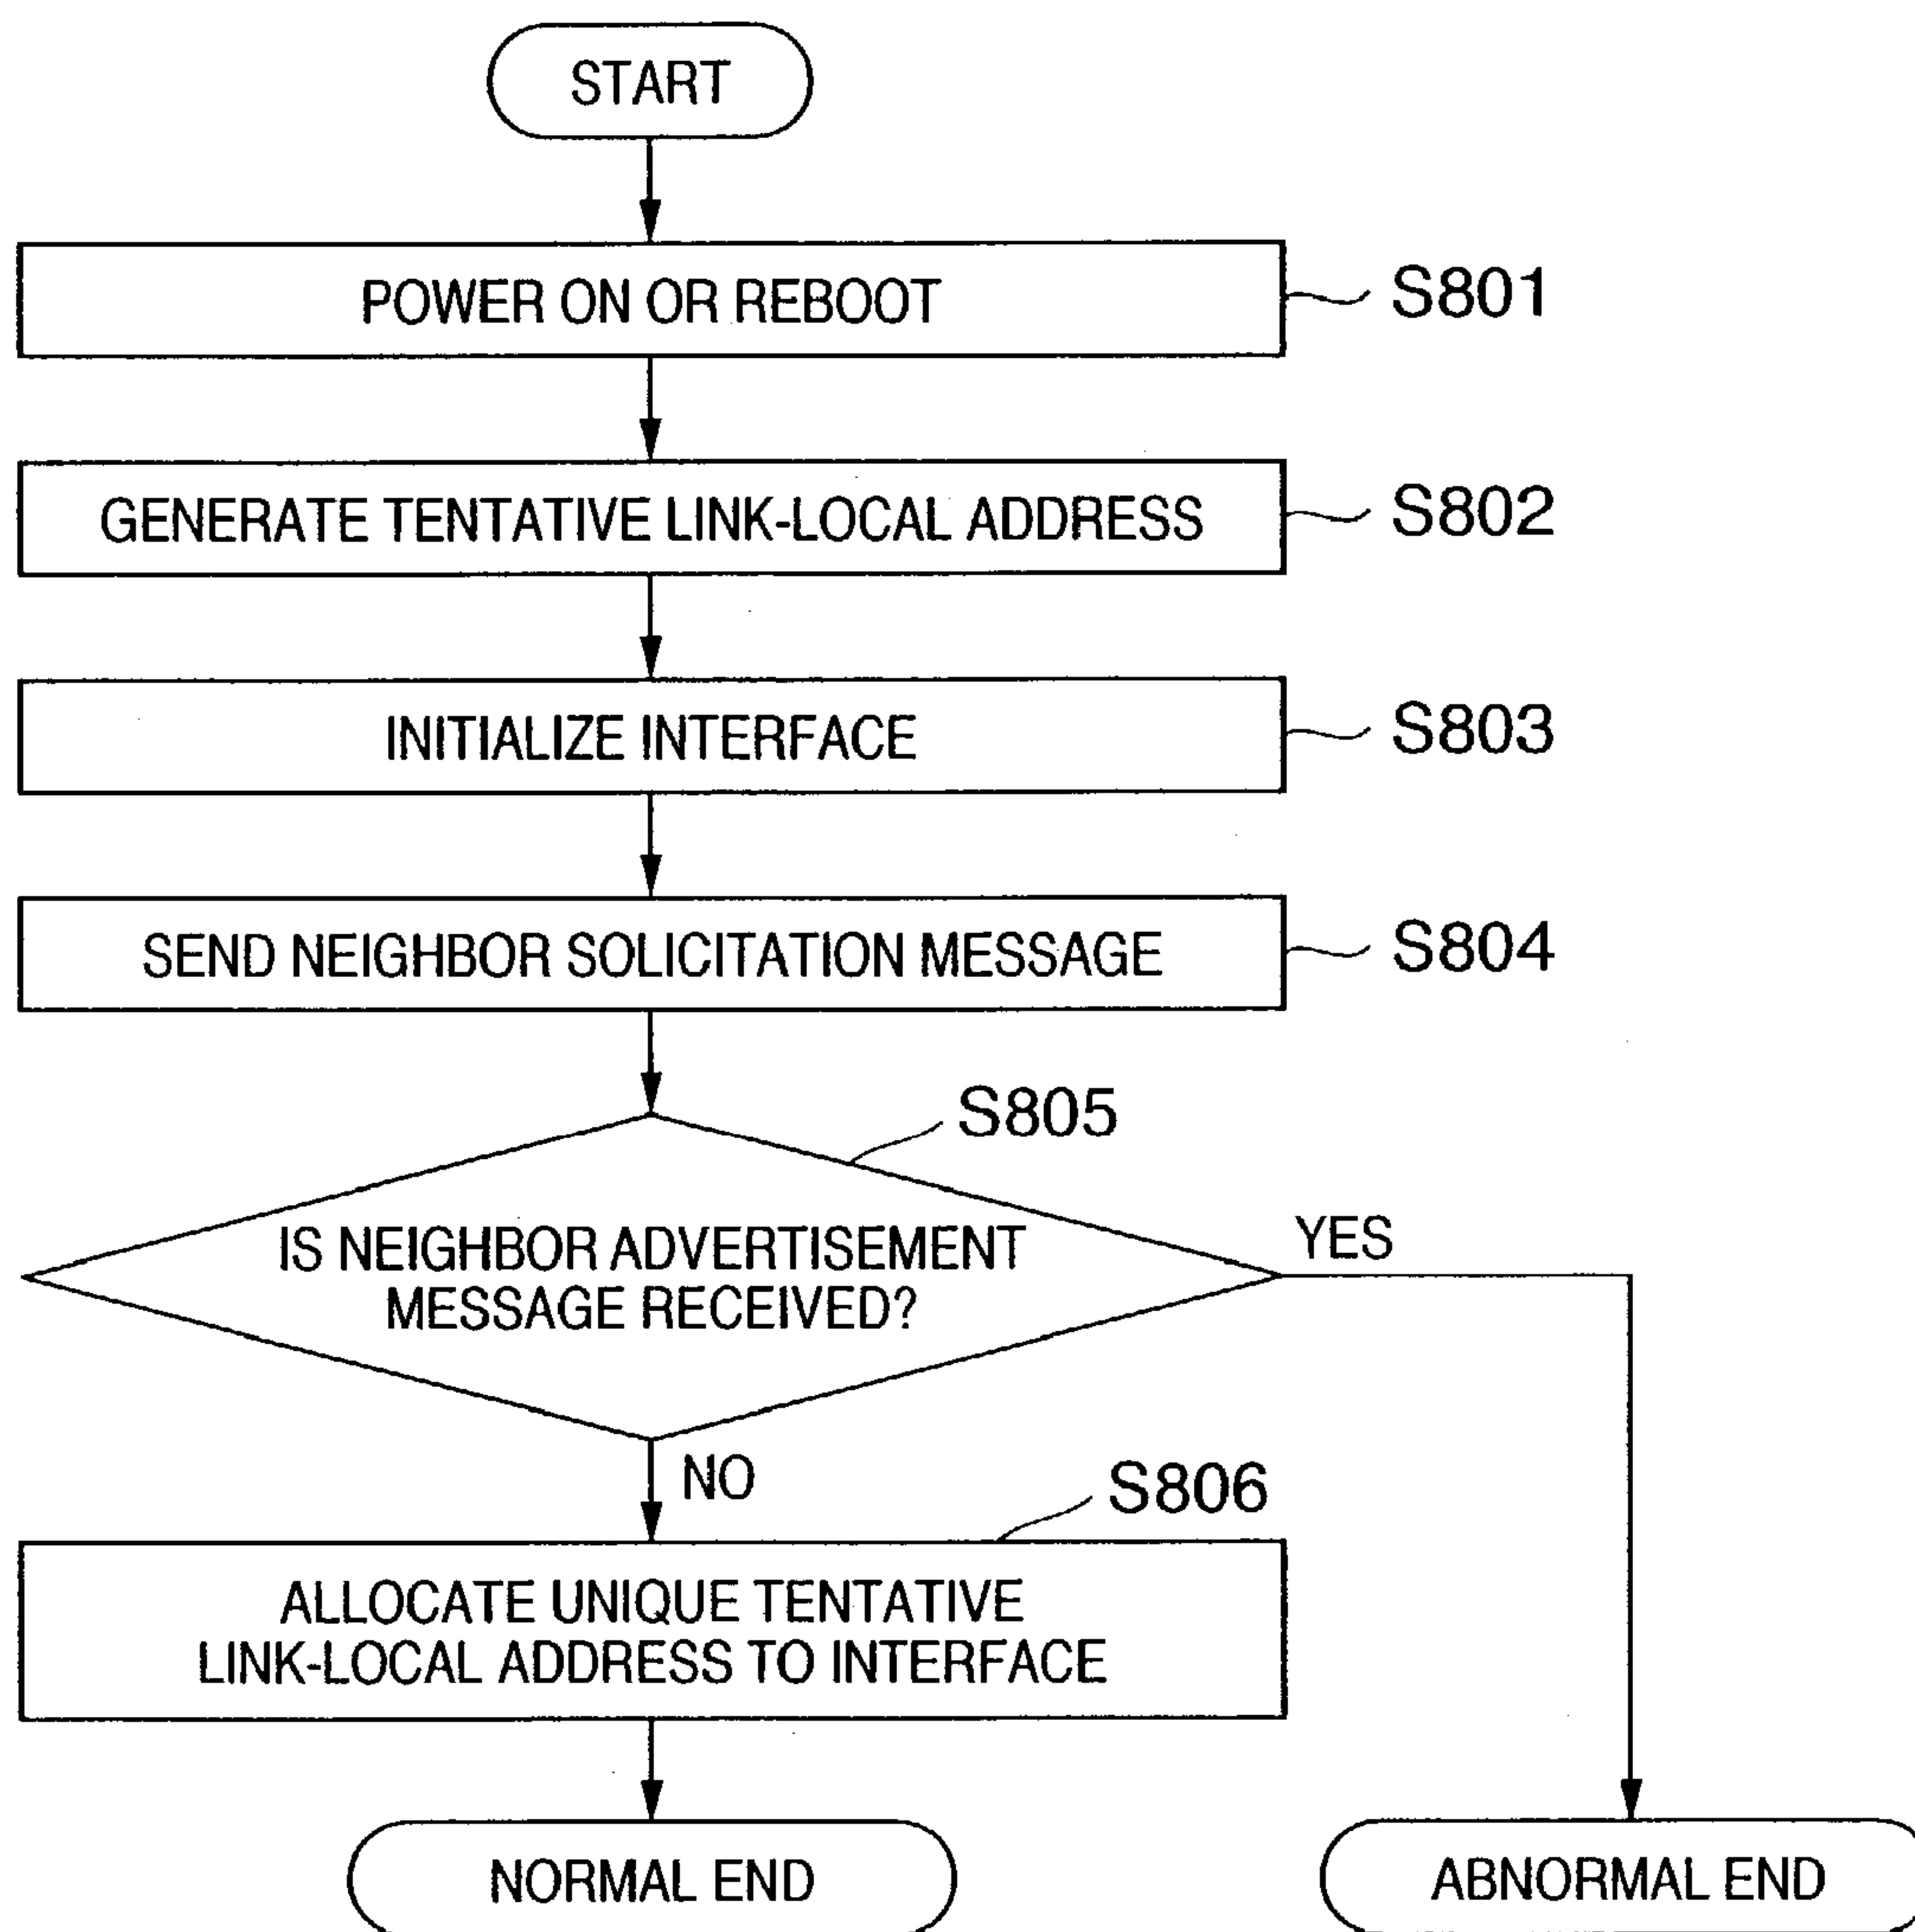 START
POWER ON OR REBOOT
S801
GENERATE TENTATIVE LINK-LOCAL ADDRESS
S802
INITIALIZE INTERFACE
S803
SEND NEIGHBOR SOLICITATION MESSAGE
S804
S805
IS NEIGHBOR ADVERTISEMENT
MESSAGE RECEIVED?
YES
NO
S806
ALLOCATE UNIQUE TENTATIVE
LINK-LOCAL ADDRESS TO INTERFACE
NORMAL END
ABNORMAL END